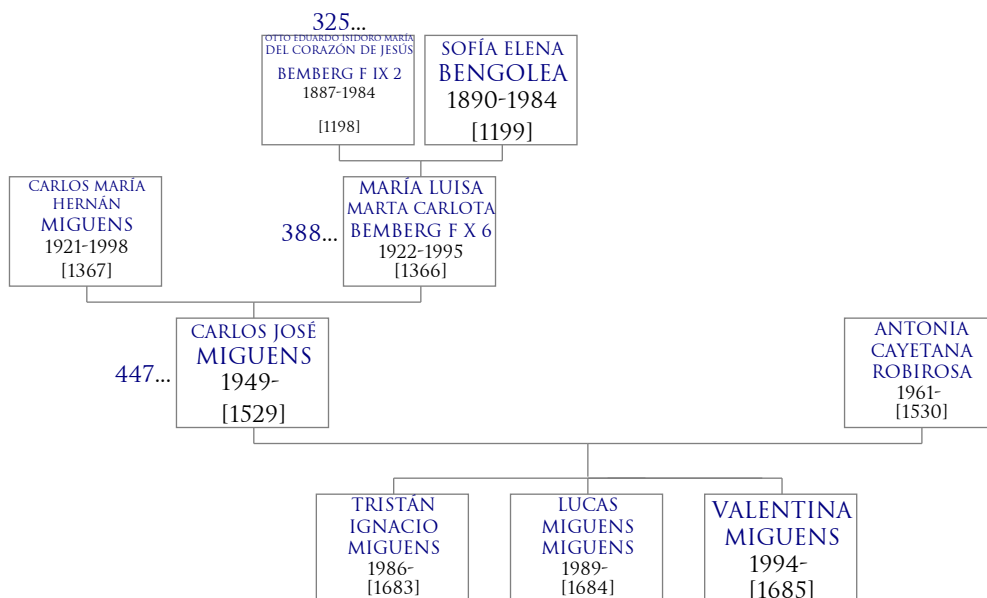 325...
OTTO EDUARDO ISIDORO MARÍA
DEL CORAZÓN DE JESÚS
BEMBERG F IX 2
1887-1984
[1198]
SOFÍA ELENA
BENGOLEA
1890-1984
[1199]
CARLOS MARÍA
HERNÁN
MIGUENS
1921-1998
[1367]
388...
MARÍA LUISA
MARTA CARLOTA
BEMBERG F X 6
1922-1995
[1366]
447...
CARLOS JOSÉ
MIGUENS
1949-
[1529]
ANTONIA
CAYETANA
ROBIROSA
1961-
[1530]
TRISTÁN
IGNACIO
MIGUENS
1986-
[1683]
LUCAS
MIGUENS
MIGUENS
1989-
[1684]
VALENTINA
MIGUENS
1994-
[1685]